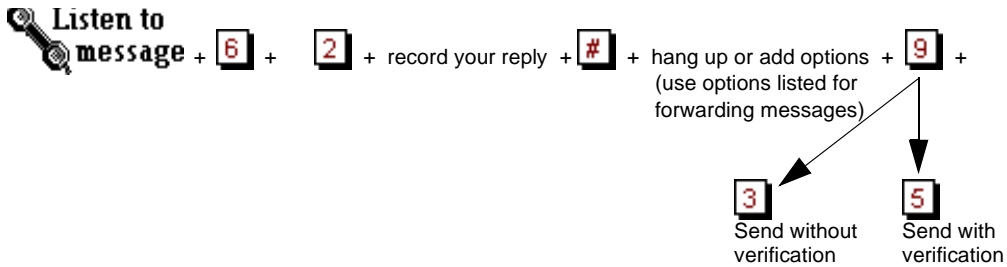 Listen to
message + 6 + 2 + record your reply + # + hang up or add options + 9 +
(use options listed for
forwarding messages)
3 5
Send without Send with
verification verification